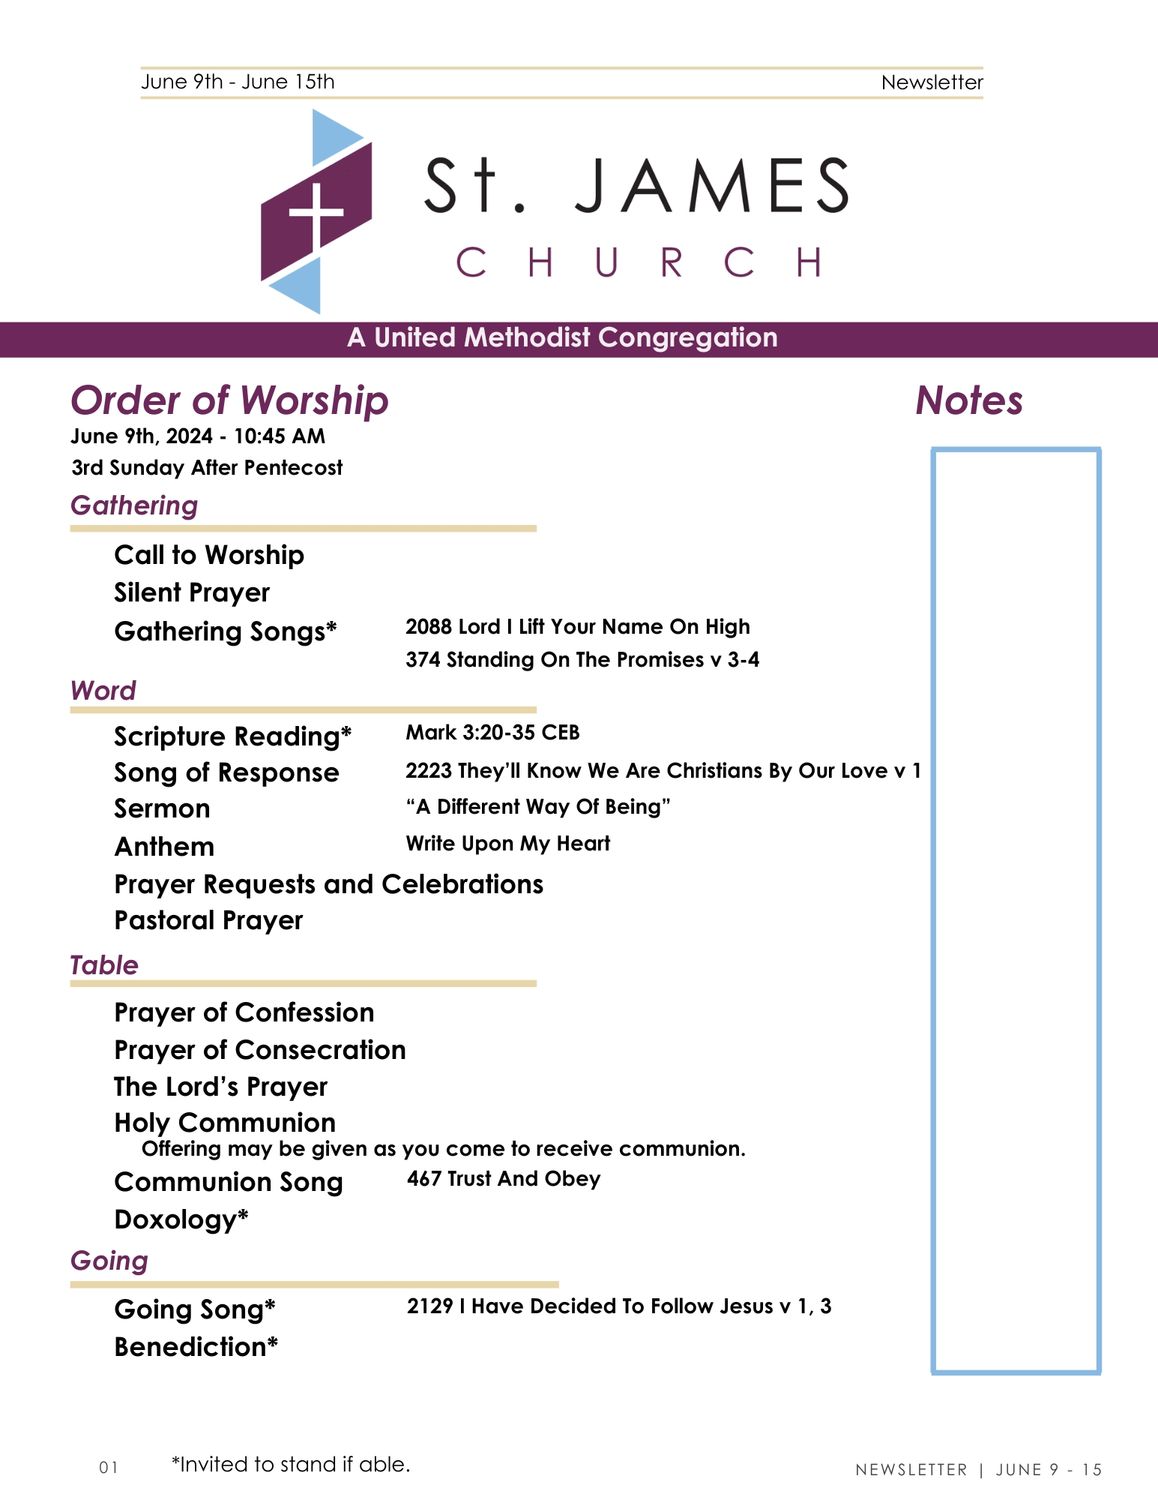 June 9th - June 15th Newsletter
St. JAMES
CHURCH
A United Methodist Congregation
Order of Worship Notes
June 9th, 2024 - 10:45 AM
3rd Sunday After Pentecost
Gathering
Call to Worship
Silent Prayer
Gathering Songs* 2088 Lord I Lift Your Name On High
374 Standing On The Promises v 3-4
Word
Scripture Reading* Mark 3:20-35 CEB
Song of Response 2223 They’ll Know We Are Christians By Our Love v 1
Sermon “A Different Way Of Being”
Anthem Write Upon My Heart
Prayer Requests and Celebrations
Pastoral Prayer
Table
Prayer of Confession
Prayer of Consecration
The Lord’s Prayer
Holy Communion
Offering may be given as you come to receive communion.
Communion Song 467 Trust And Obey
Doxology*
Going
Going Song* 2129 I Have Decided To Follow Jesus v 1, 3
Benediction*
01 *Invited to stand if able. NEWSLETTER | JUNE 9 - 15